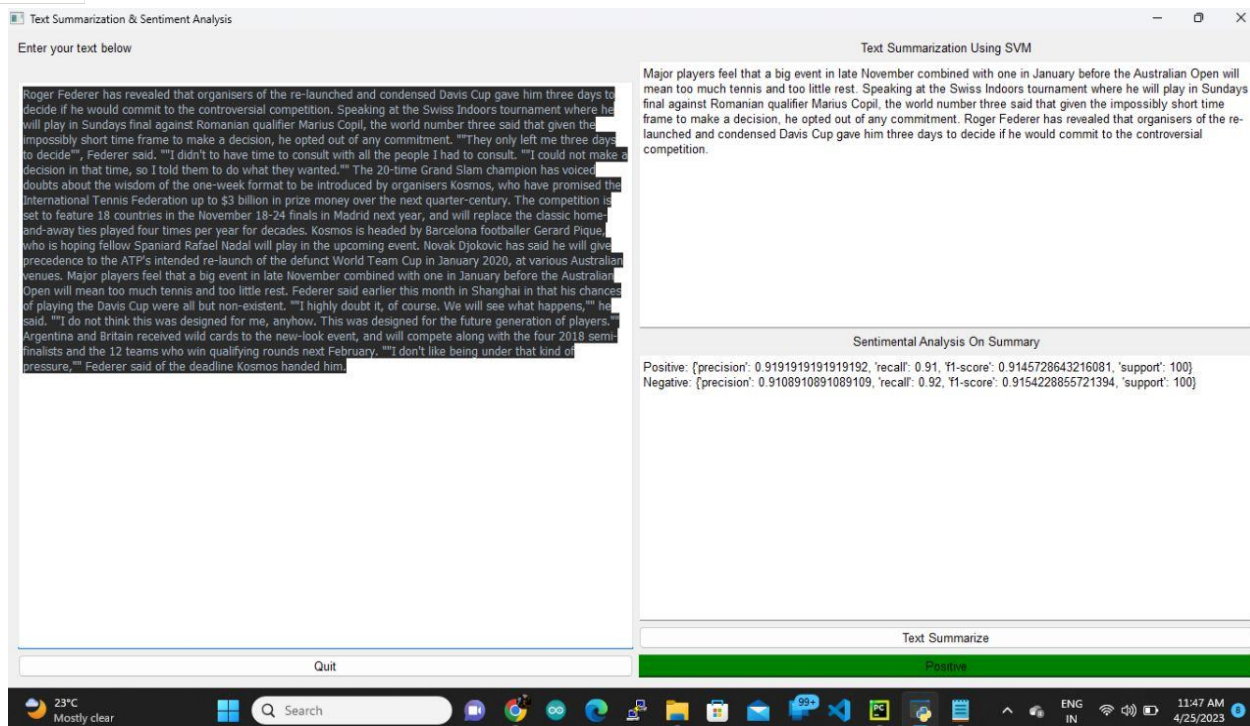 Text Summarization & Sentiment Analysis
Enter your text below
Roger Federer has revealed that organisers of the re-launched and condensed Davis Cup gave him three days to
decide if he would commit to the controversial competition. Speaking at the Swiss Indoors tournament where he
will play in Sundays final against Romanian qualifier Marius Copil, the world number three said that given the
impossibly short time frame to make a decision, he opted out of any commitment. ""They only left me three days
to decide"", Federer said. ""I didn't to have time to consult with all the people I had to consult. ""I could not make a
decision in that time, so I told them to do what they wanted."" The 20-time Grand Slam champion has voiced
doubts about the wisdom of the one-week format to be introduced by organisers Kosmos, who have promised the
International Tennis Federation up to $3 billion in prize money over the next quarter-century. The competition is
set to feature 18 countries in the November 18-24 finals in Madrid next year, and will replace the classic home-
and-away ties played four times per year for decades. Kosmos is headed by Barcelona footballer Gerard Pique,
who is hoping fellow Spaniard Rafael Nadal will play in the upcoming event. Novak Djokovic has said he will give
precedence to the ATP's intended re-launch of the defunct World Team Cup in January 2020, at various Australian
venues. Major players feel that a big event in late November combined with one in January before the Australian
Open will mean too much tennis and too little rest. Federer said earlier this month in Shanghai in that his chances
of playing the Davis Cup were all but non-existent. ""I highly doubt it, of course. We will see what happens,"" he
said. ""I do not think this was designed for me, anyhow. This was designed for the future generation of players.""
Argentina and Britain received wild cards to the new-look event, and will compete along with the four 2018 semi-
finalists and the 12 teams who win qualifying rounds next February. ""I don't like being under that kind of
pressure,"" Federer said of the deadline Kosmos handed him.
Quit
Text Summarization Using SVM
Major players feel that a big event in late November combined with one in January before the Australian Open will
mean too much tennis and too little rest. Speaking at the Swiss Indoors tournament where he will play in Sundays
final against Romanian qualifier Marius Copil, the world number three said that given the impossibly short time
frame to make a decision, he opted out of any commitment. Roger Federer has revealed that organisers of the re-
launched and condensed Davis Cup gave him three days to decide if he would commit to the controversial
competition.
Sentimental Analysis On Summary
Positive: {'precision': 0.9191919191919192, 'recall': 0.91, 'f1-score': 0.9145728643216081, 'support': 100}
Negative: {'precision': 0.9108910891089109, 'recall': 0.92, 'f1-score': 0.9154228855721394, 'support': 100}
Text Summarize
Positive
23°C
Mostly clear
Search
99+
PC
ENG
IN
11:47 AM
4/25/2023
8